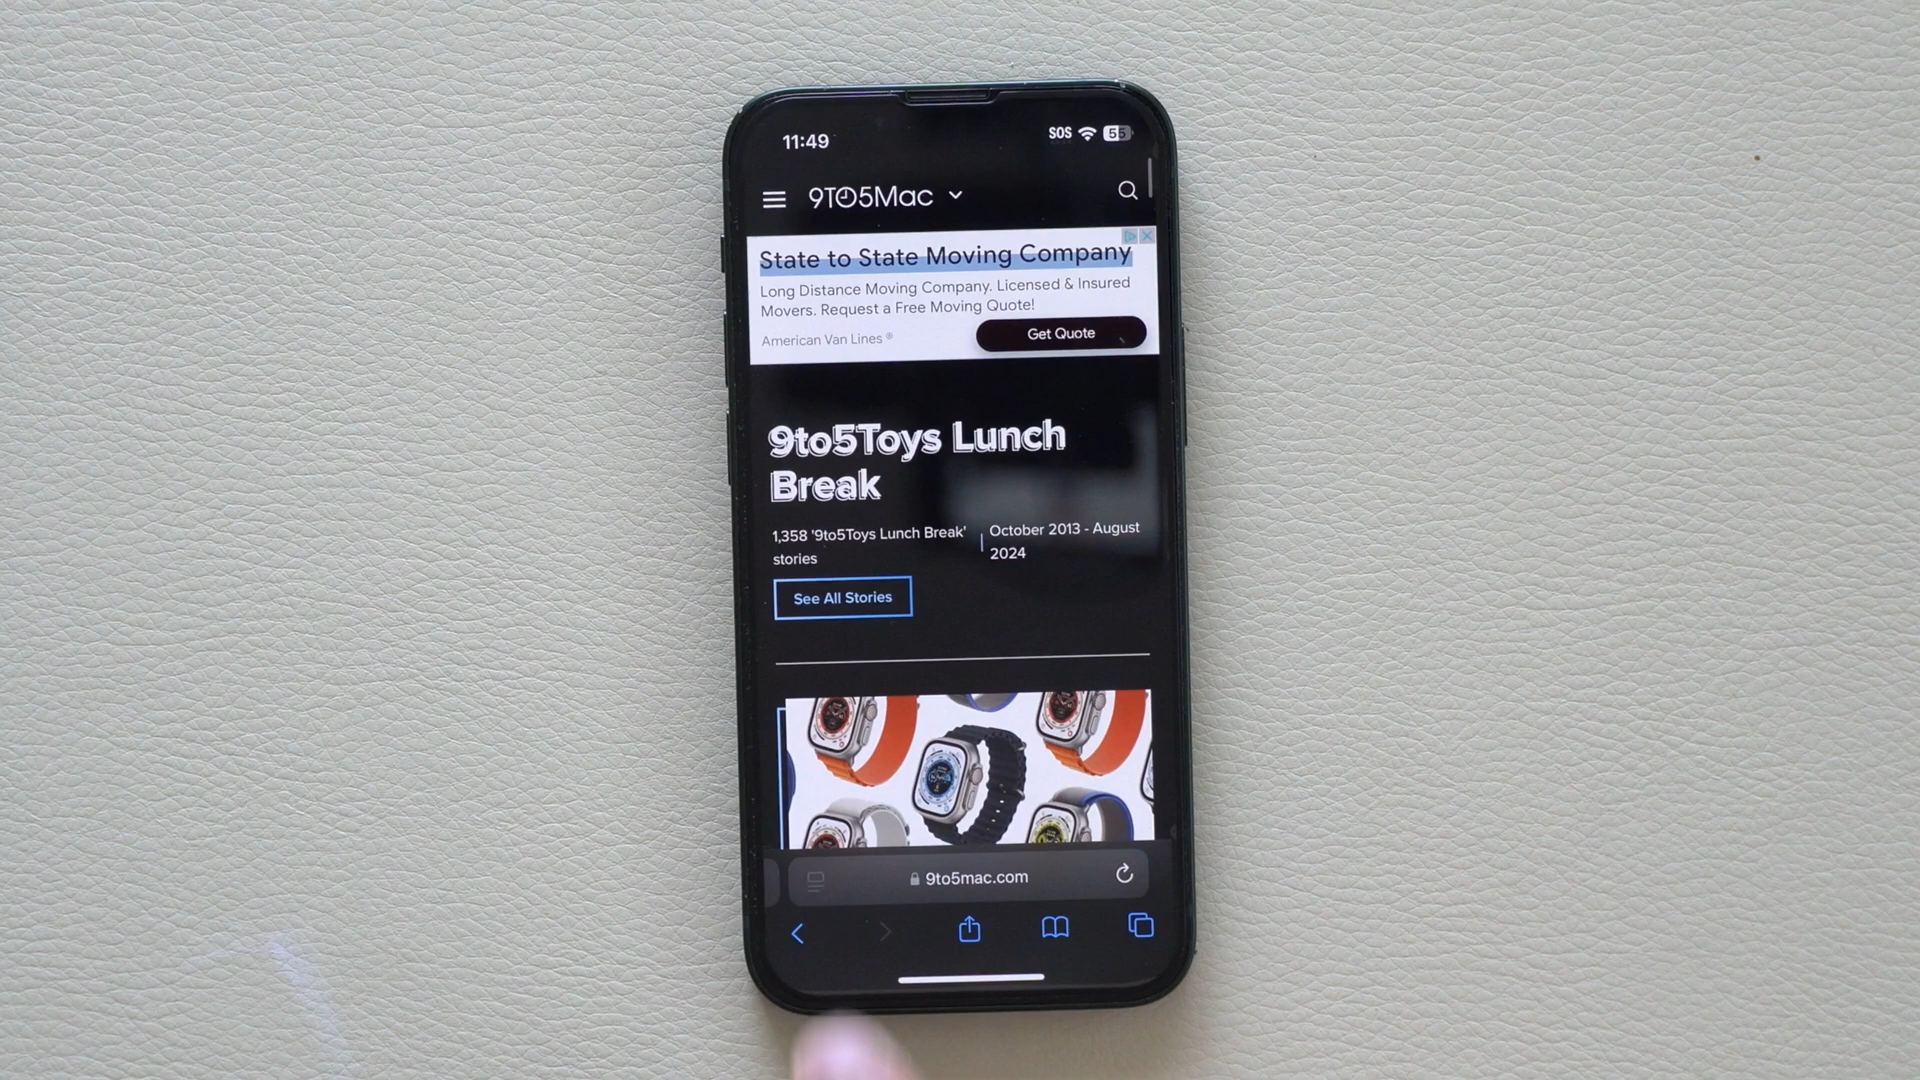 11:49
SOS
55
9TO5Mac
State to State Moving Company
Long Distance Moving Company. Licensed & Insured
Movers. Request a Free Moving Quote!
American Van Lines ®
Get Quote
9to5Toys Lunch
Break
1,358 '9to5Toys Lunch Break'
stories
October 2013 - August
2024
See All Stories
9to5mac.com